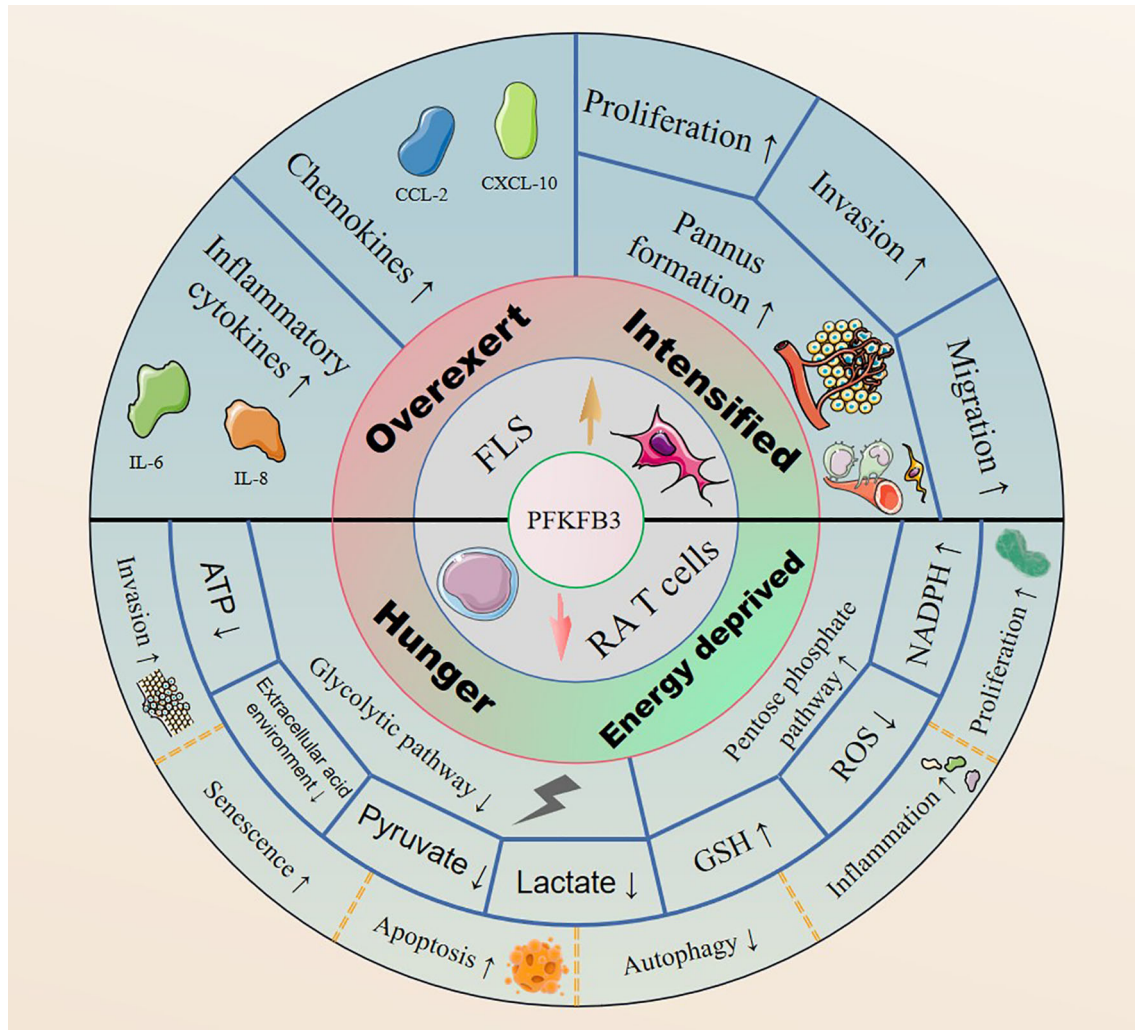 Proliferation ↑
Invasion ↑
Migration ↑
Pannus
formation ↑
Chemokines ↑
CCL-2
CXCL-10
Inflammatory
cytokines ↑
IL-6
IL-8
Overexert
Intensified
FLS
PFKFB3
RA T cells
Hunger
Energy deprived
Glycolytic pathway ↓
ATP ↓
Extracellular acid
environment ↓
Pyruvate ↓
Lactate ↓
Pentose phosphate
pathway ↑
NADPH ↑
ROS ↓
GSH ↑
Invasion ↑
Senescence ↑
Apoptosis ↑
Autophagy ↓
Inflammation ↑
Proliferation ↑